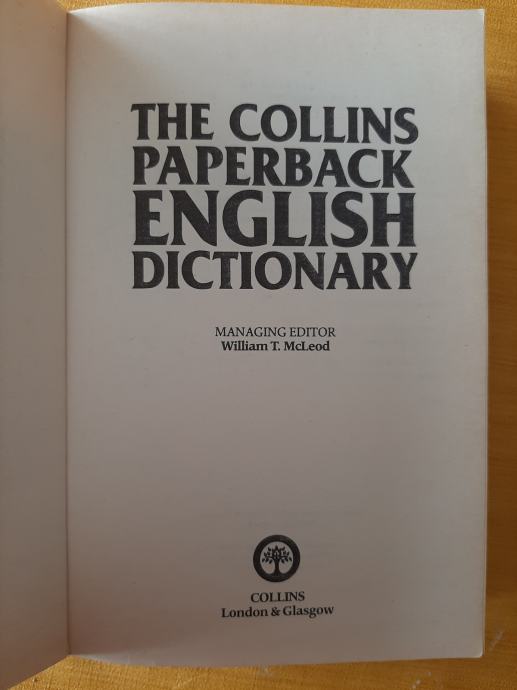 THE COLLINS
PAPERBACK
ENGLISH
DICTIONARY
MANAGING EDITOR
William T. McLeod
COLLINS
London & Glasgow